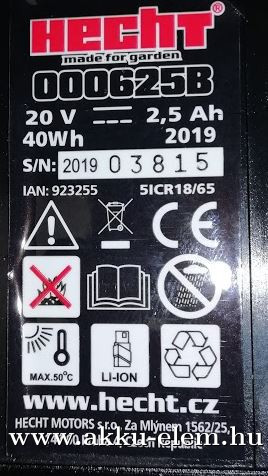 HECHT®
made for garden
000625B
20 V 2,5 Ah
40Wh 2019
S/N: 2019 03815
IAN: 923255 5ICR18/65
CE
MAX.50°C LI-ION
www.hecht.cz
HECHT MOTORS s.r.o., Za Mlýnem 1562/25,
www.akku-elem.hu
Republic